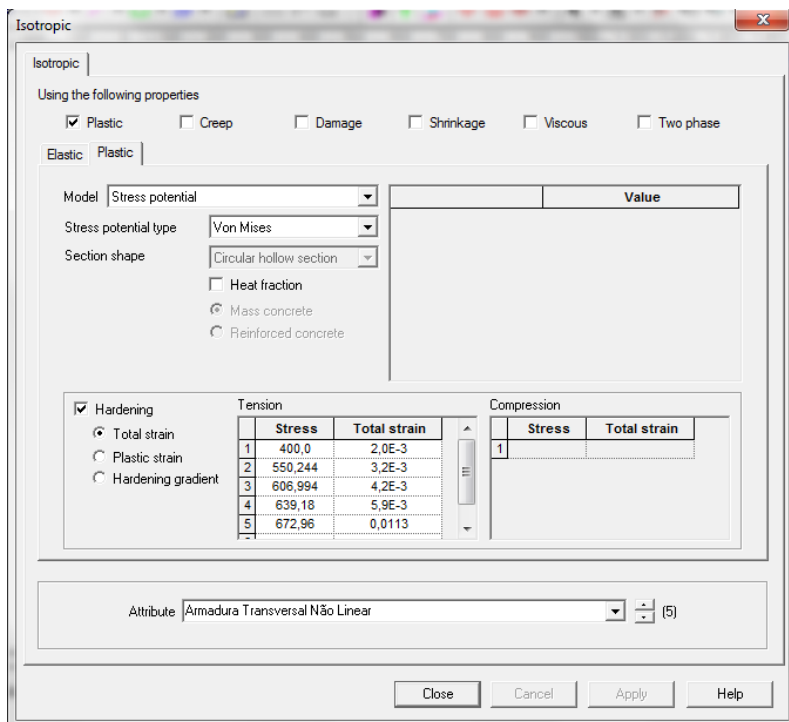 Isotropic
Isotropic
Using the following properties
Plastic Creep Damage Shrinkage Viscous Two phase
Elastic Plastic
Model Stress potential
Value
Stress potential type Von Mises
Section shape Circular hollow section
Heat fraction
Mass concrete
Reinforced concrete
Hardening
Total strain
Plastic strain
Hardening gradient
Tension
Stress Total strain
1 400,0 2,0E-3
2 550,244 3,2E-3
3 606,994 4,2E-3
4 639,18 5,9E-3
5 672,96 0,0113
Compression
Stress Total strain
1
Attribute Armadura Transversal Não Linear (5)
Close Cancel Apply Help